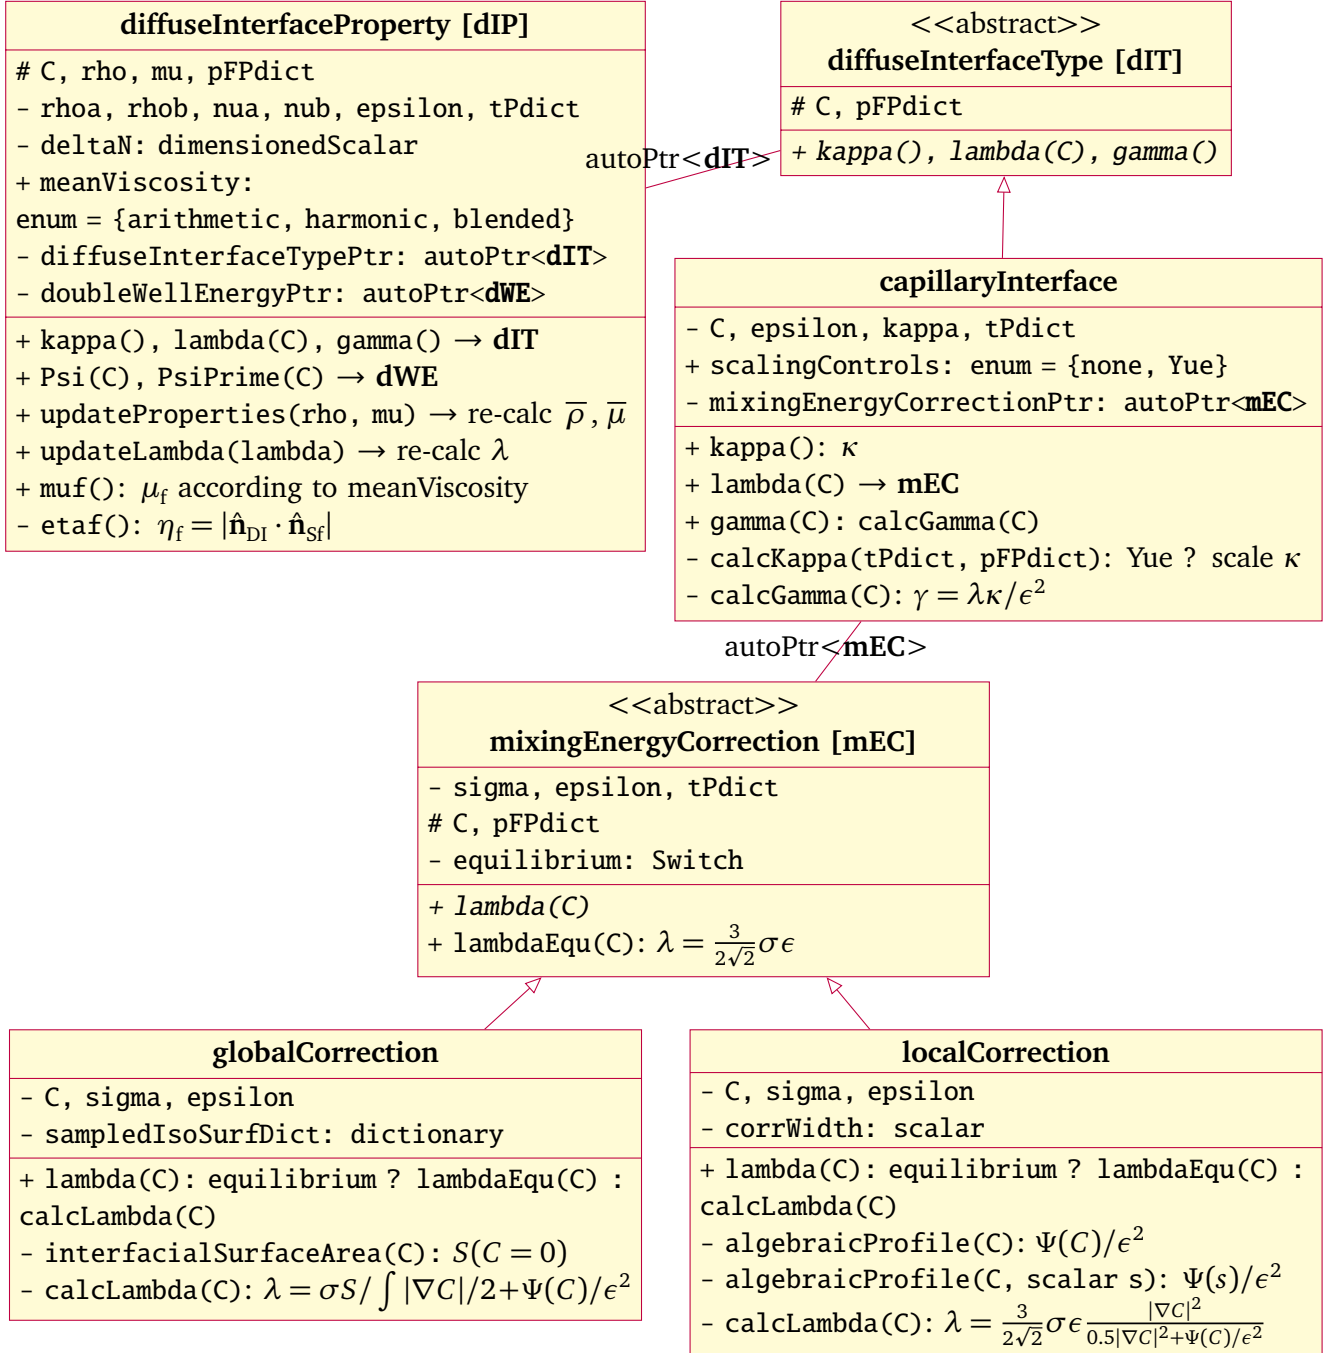 diffuseInterfaceProperty [dIP]
# C, rho, mu, pFPdict
- rhoa, rhob, nua, nub, epsilon, tPdict
- deltaN: dimensionedScalar
+ meanViscosity:
enum = {arithmetic, harmonic, blended}
- diffuseInterfaceTypePtr: autoPtr<dIT>
- doubleWellEnergyPtr: autoPtr<dWE>
+ kappa(), lambda(C), gamma() → dIT
+ Psi(C), PsiPrime(C) → dWE
+ updateProperties(rho, mu) → re-calc ρ̅, μ̅
+ updateLambda(lambda) → re-calc λ
+ muf(): μ_f according to meanViscosity
- etaf(): η_f = |n̂_DI · n̂_Sf|
autoPtr<dIT>
<<abstract>>
diffuseInterfaceType [dIT]
# C, pFPdict
+ kappa(), lambda(C), gamma()
capillaryInterface
- C, epsilon, kappa, tPdict
+ scalingControls: enum = {none, Yue}
- mixingEnergyCorrectionPtr: autoPtr<mEC>
+ kappa(): κ
+ lambda(C) → mEC
+ gamma(C): calcGamma(C)
- calcKappa(tPdict, pFPdict): Yue ? scale κ
- calcGamma(C): γ = λκ/ϵ²
autoPtr<mEC>
<<abstract>>
mixingEnergyCorrection [mEC]
- sigma, epsilon, tPdict
# C, pFPdict
- equilibrium: Switch
+ lambda(C)
+ lambdaEqu(C): λ = 3/(2√2) σϵ
globalCorrection
- C, sigma, epsilon
- sampledIsoSurfDict: dictionary
+ lambda(C): equilibrium ? lambdaEqu(C) :
calcLambda(C)
- interfacialSurfaceArea(C): S(C = 0)
- calcLambda(C): λ = σS/ ∫ |∇C|/2+Ψ(C)/ϵ²
localCorrection
- C, sigma, epsilon
- corrWidth: scalar
+ lambda(C): equilibrium ? lambdaEqu(C) :
calcLambda(C)
- algebraicProfile(C): Ψ(C)/ϵ²
- algebraicProfile(C, scalar s): Ψ(s)/ϵ²
- calcLambda(C): λ = 3/(2√2) σϵ |∇C|²/(0.5|∇C|²+Ψ(C)/ϵ²)